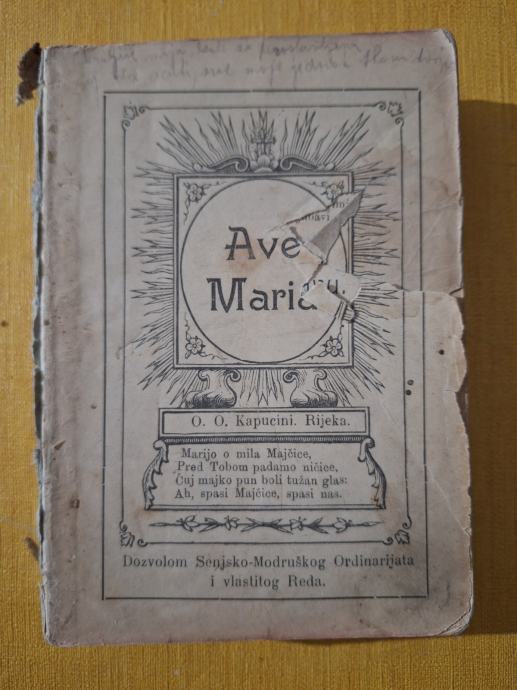 Ave
Maria
O. O. Kapucini. Rijeka.
Marijo o mila Majčice,
Pred Tobom padamo ničice,
Čuj majko pun boli tužan glas:
Ah, spasi Majčice, spasi nas.
Dozvolom Senjsko-Modruškog Ordinarijata
i vlastitog Reda.